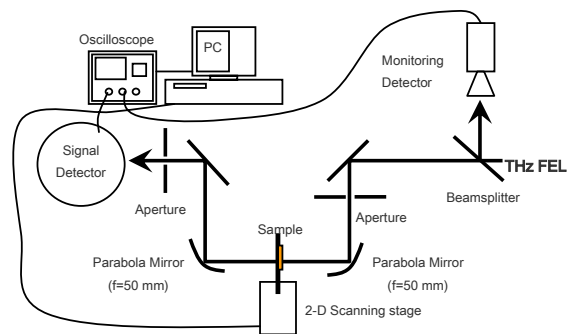 Oscilloscope
PC
Monitoring
Detector
Signal
Detector
THz FEL
Beamsplitter
Aperture
Aperture
Sample
Parabola Mirror
(f=50 mm)
Parabola Mirror
(f=50 mm)
2-D Scanning stage